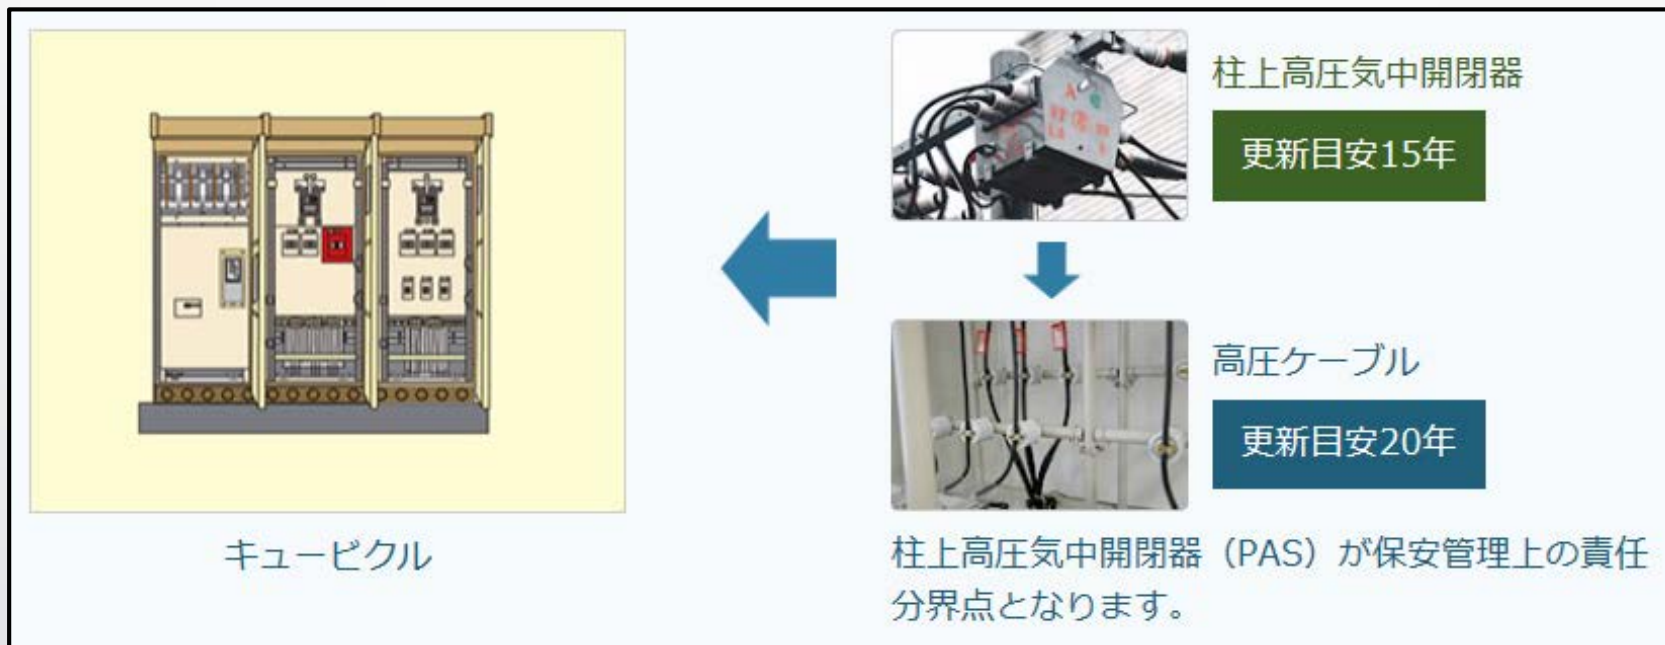 柱上高圧気中開閉器
更新目安15年
高圧ケーブル
更新目安20年
キュービクル
柱上高圧気中開閉器（PAS）が保安管理上の責任
分界点となります。